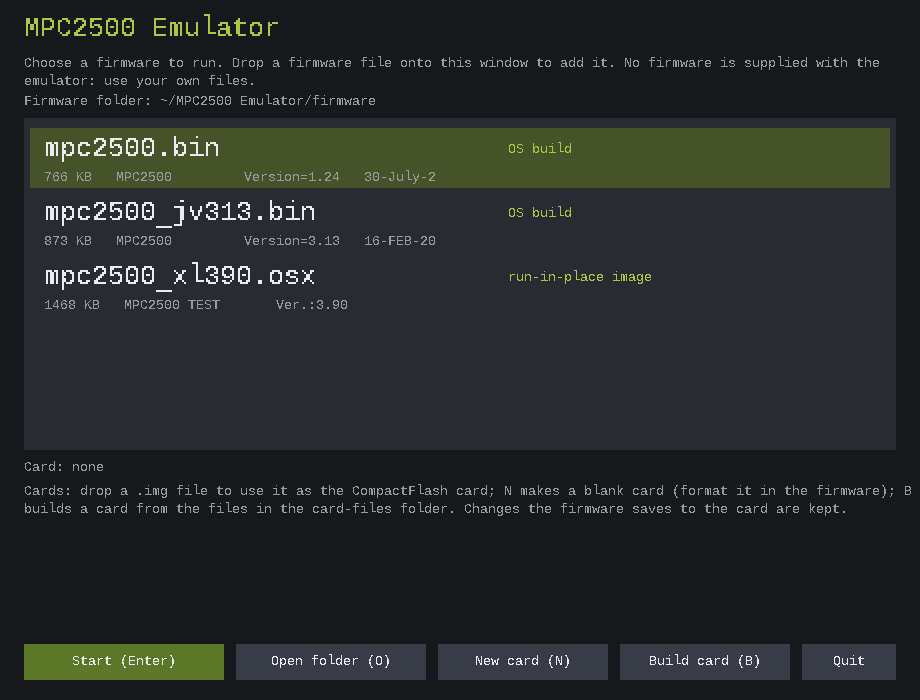 MPC2500 Emulator
Choose a firmware to run. Drop a firmware file onto this window to add it. No firmware is supplied with the
emulator: use your own files.
Firmware folder: ~/MPC2500 Emulator/firmware
mpc2500.bin OS build
766 KB MPC2500 Version=1.24 30-July-2
mpc2500_jv313.bin OS build
873 KB MPC2500 Version=3.13 16-FEB-20
mpc2500_xl390.osx run-in-place image
1468 KB MPC2500 TEST Ver.:3.90
Card: none
Cards: drop a .img file to use it as the CompactFlash card; N makes a blank card (format it in the firmware); B
builds a card from the files in the card-files folder. Changes the firmware saves to the card are kept.
Start (Enter) Open folder (O) New card (N) Build card (B) Quit